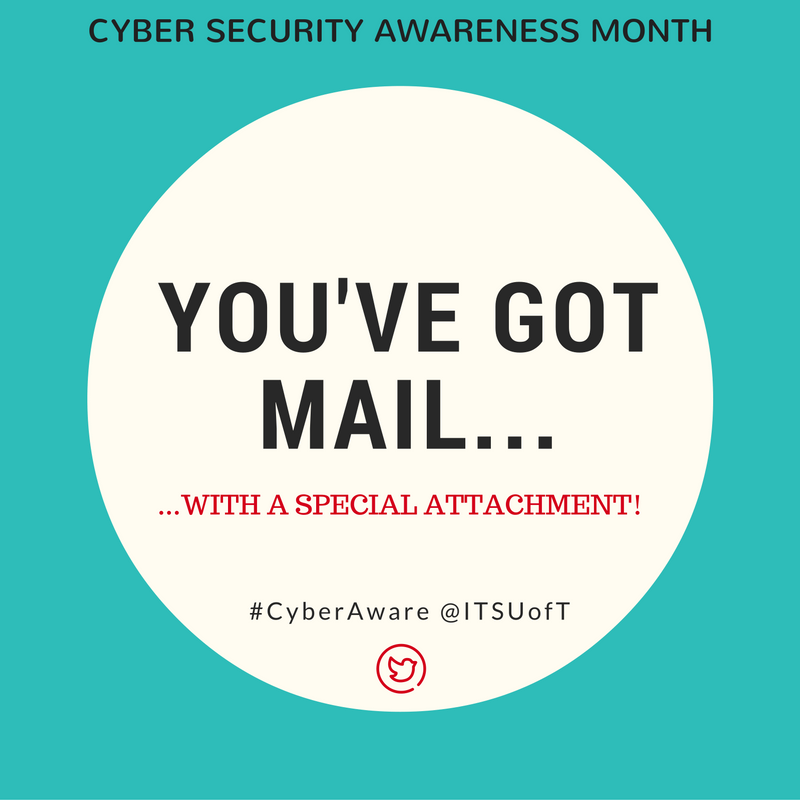 CYBER SECURITY AWARENESS MONTH
YOU'VE GOT
MAIL...
...WITH A SPECIAL ATTACHMENT!
#CyberAware @ITSUofT